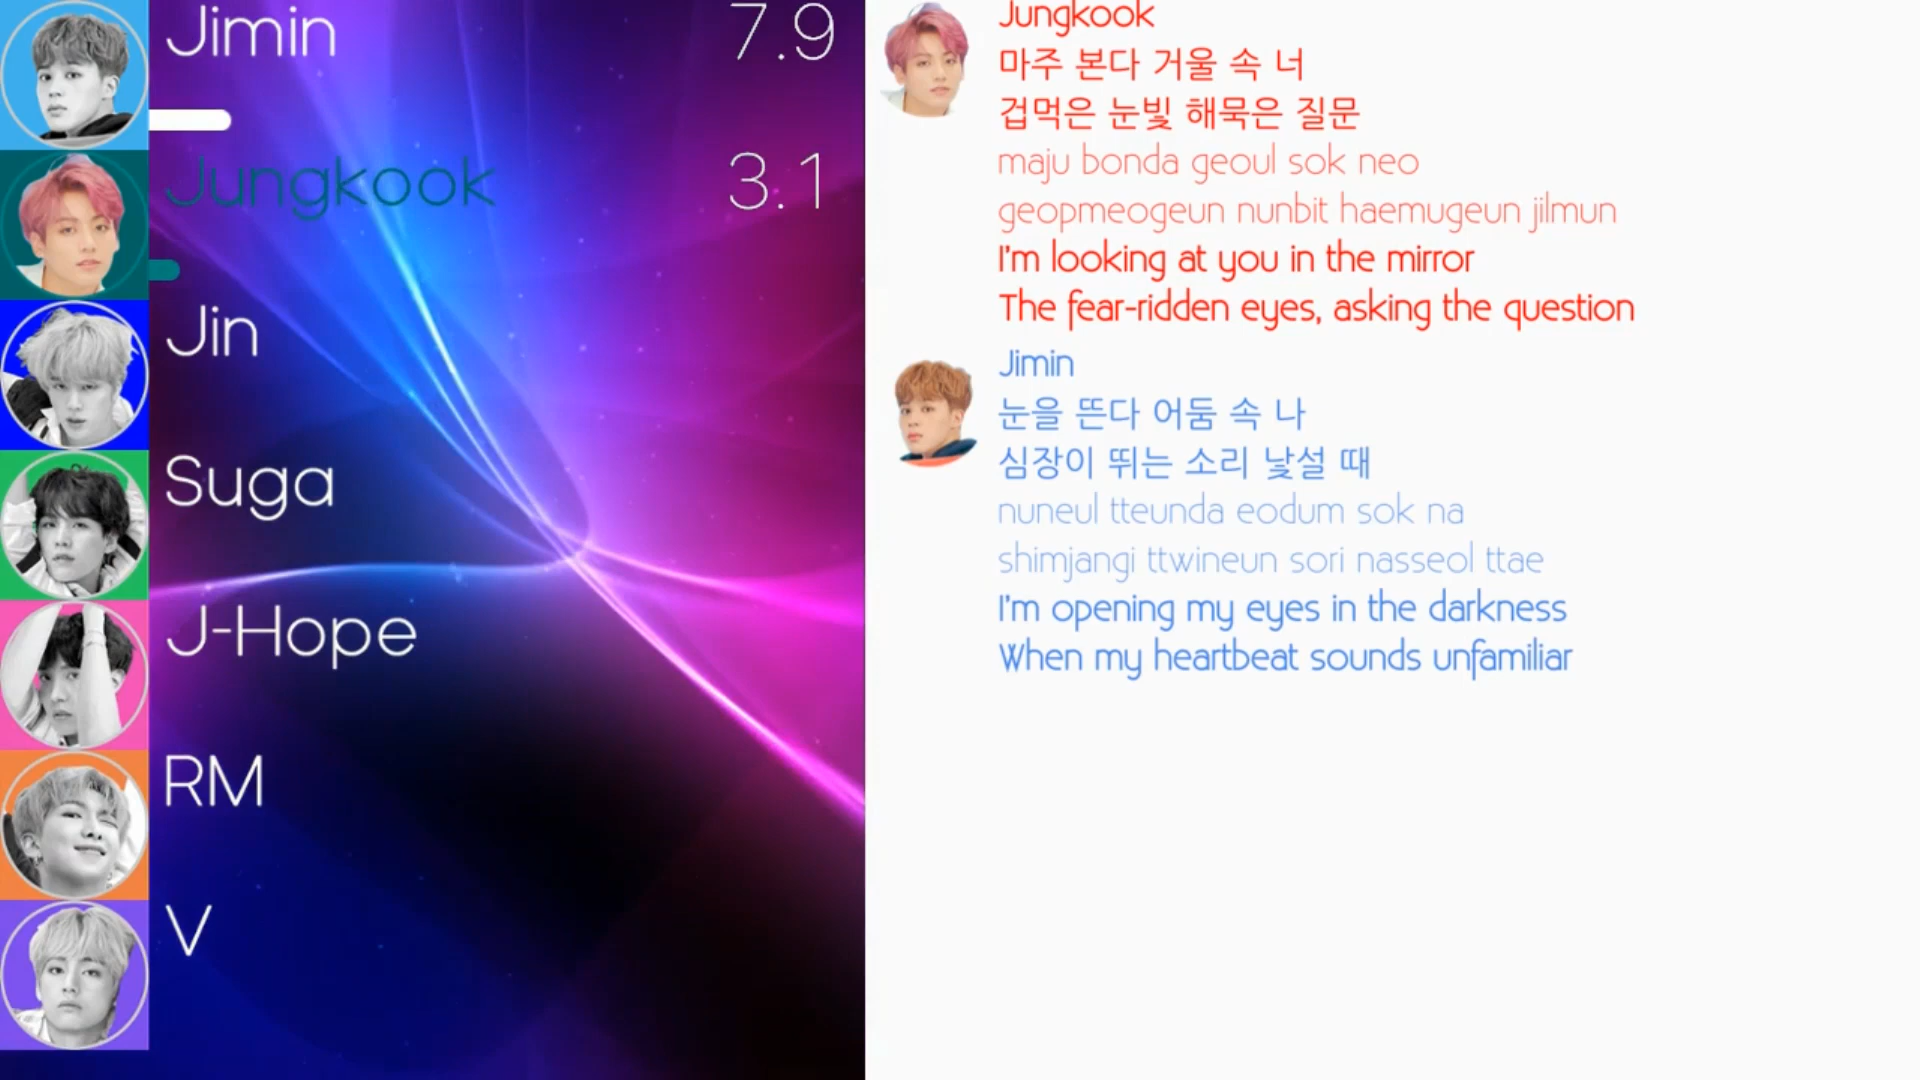 Jimin 7.9
Jungkook 3.1
Jin
Suga
J-Hope
RM
V
Jungkook
마주 본다 거울 속 너
겁먹은 눈빛 해묵은 질문
maju bonda geoul sok neo
geopmeogeun nunbit haemugeun jilmun
I'm looking at you in the mirror
The fear-ridden eyes, asking the question
Jimin
눈을 뜬다 어둠 속 나
심장이 뛰는 소리 낯설 때
nuneul tteunda eodum sok na
shimjangi ttwineun sori nasseol ttae
I'm opening my eyes in the darkness
When my heartbeat sounds unfamiliar